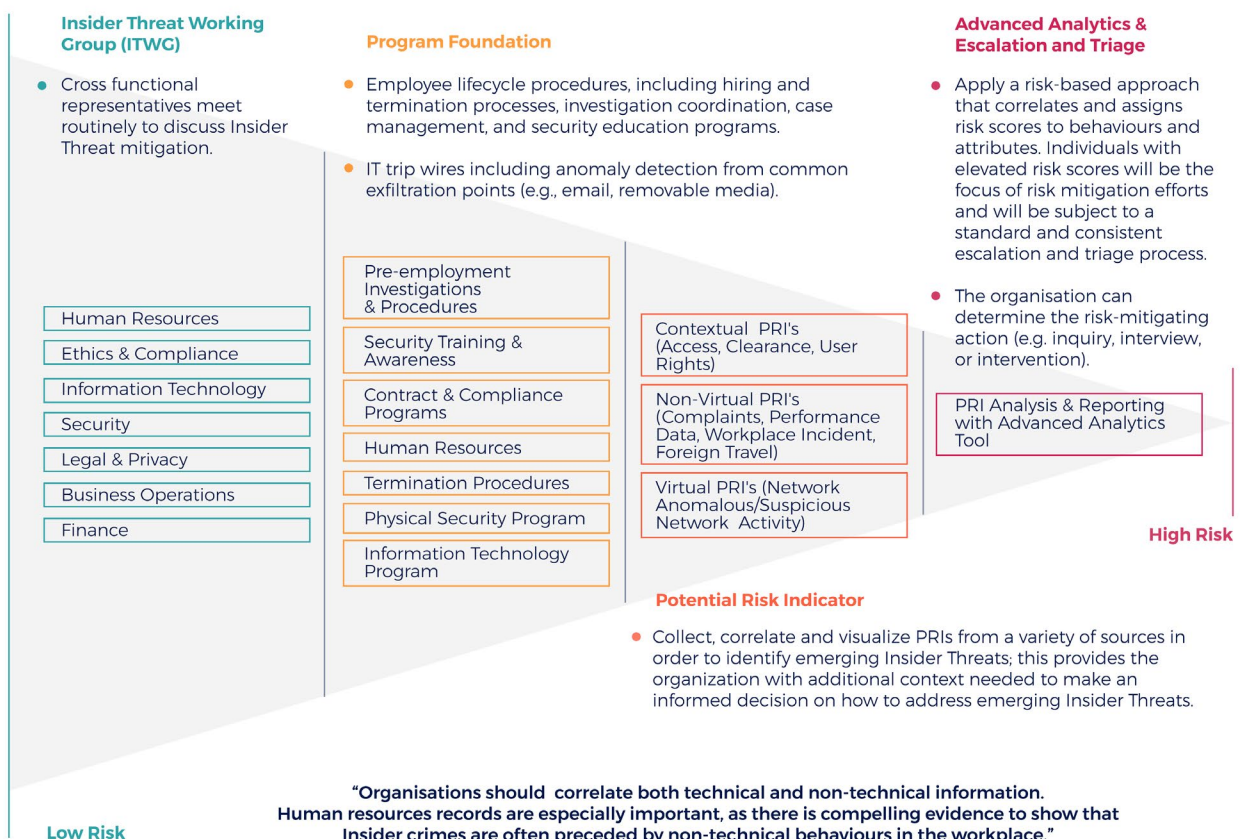 Insider Threat Working
Group (ITWG)
Cross functional
representatives meet
routinely to discuss Insider
Threat mitigation.
Human Resources
Ethics & Compliance
Information Technology
Security
Legal & Privacy
Business Operations
Finance
Program Foundation
Employee lifecycle procedures, including hiring and
termination processes, investigation coordination, case
management, and security education programs.
IT trip wires including anomaly detection from common
exfiltration points (e.g., email, removable media).
Pre-employment
Investigations
& Procedures
Security Training &
Awareness
Contract & Compliance
Programs
Human Resources
Termination Procedures
Physical Security Program
Information Technology
Program
Contextual PRI's
(Access, Clearance, User
Rights)
Non-Virtual PRI's
(Complaints, Performance
Data, Workplace Incident,
Foreign Travel)
Virtual PRI's (Network
Anomalous/Suspicious
Network Activity)
Potential Risk Indicator
Collect, correlate and visualize PRIs from a variety of sources in
order to identify emerging Insider Threats; this provides the
organization with additional context needed to make an
informed decision on how to address emerging Insider Threats.
Advanced Analytics &
Escalation and Triage
Apply a risk-based approach
that correlates and assigns
risk scores to behaviours and
attributes. Individuals with
elevated risk scores will be the
focus of risk mitigation efforts
and will be subject to a
standard and consistent
escalation and triage process.
The organisation can
determine the risk-mitigating
action (e.g. inquiry, interview,
or intervention).
PRI Analysis & Reporting
with Advanced Analytics
Tool
High Risk
Low Risk
“Organisations should correlate both technical and non-technical information.
Human resources records are especially important, as there is compelling evidence to show that
Insider crimes are often preceded by non-technical behaviours in the workplace.”